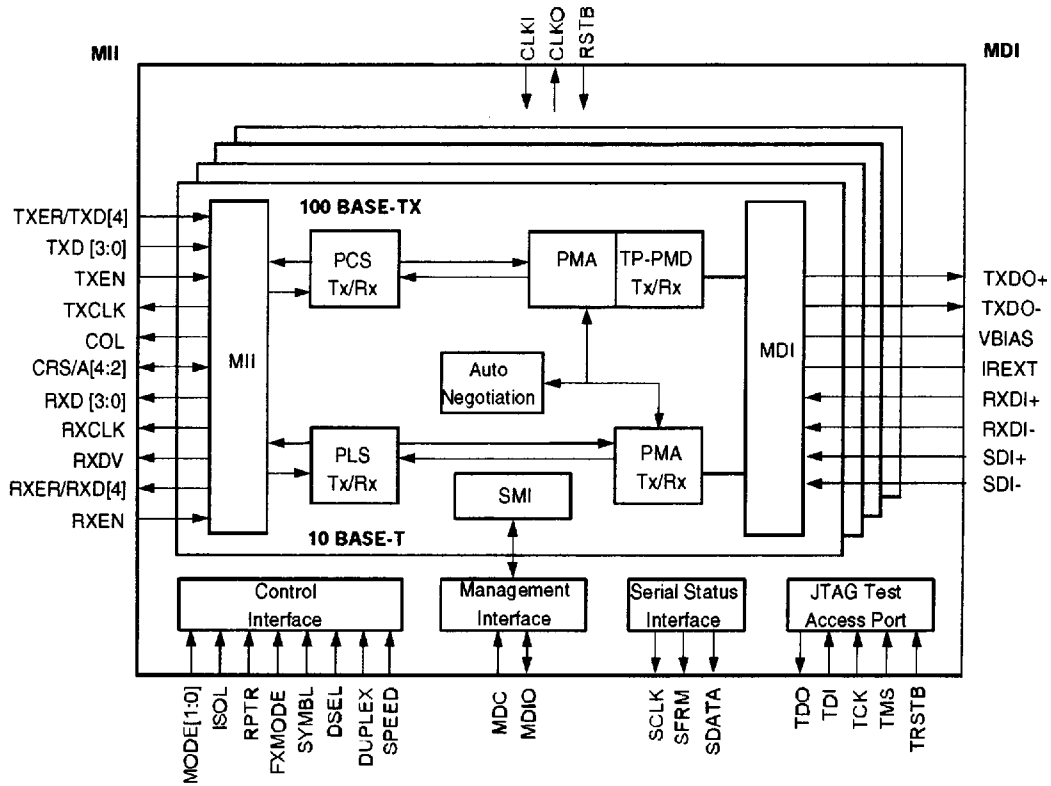 CLKI
CLKO
RSTB
MII
MDI
100 BASE-TX
TXER/TXD[4]
TXD [3:0]
TXEN
TXCLK
COL
CRS/A[4:2]
RXD [3:0]
RXCLK
RXDV
RXER/RXD[4]
RXEN
MII
PCS
Tx/Rx
PMA
TP-PMD
Tx/Rx
Auto
Negotiation
PLS
Tx/Rx
PMA
Tx/Rx
SMI
10 BASE-T
MDI
TXDO+
TXDO-
VBIAS
IREXT
RXDI+
RXDI-
SDI+
SDI-
Control
Interface
Management
Interface
Serial Status
Interface
JTAG Test
Access Port
MODE[1:0]
ISOL
RPTR
FXMODE
SYMBL
DSEL
DUPLEX
SPEED
MDC
MDIO
SCLK
SFRM
SDATA
TDO
TDI
TCK
TMS
TRSTB